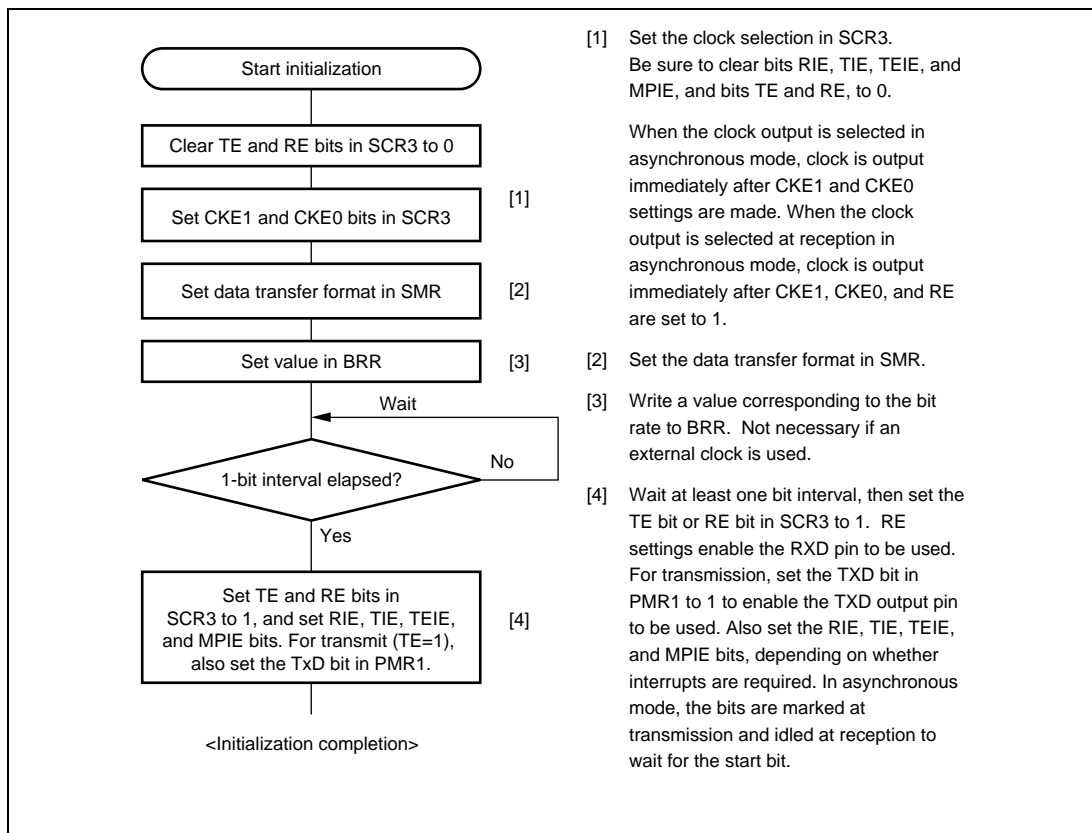 Start initialization
Clear TE and RE bits in SCR3 to 0
Set CKE1 and CKE0 bits in SCR3
[1]
Set data transfer format in SMR
[2]
Set value in BRR
[3]
Wait
1-bit interval elapsed?
No
Yes
Set TE and RE bits in
SCR3 to 1, and set RIE, TIE, TEIE,
and MPIE bits. For transmit (TE=1),
also set the TxD bit in PMR1.
[4]
<Initialization completion>
[1] Set the clock selection in SCR3.
Be sure to clear bits RIE, TIE, TEIE, and
MPIE, and bits TE and RE, to 0.
When the clock output is selected in
asynchronous mode, clock is output
immediately after CKE1 and CKE0
settings are made. When the clock
output is selected at reception in
asynchronous mode, clock is output
immediately after CKE1, CKE0, and RE
are set to 1.
[2] Set the data transfer format in SMR.
[3] Write a value corresponding to the bit
rate to BRR. Not necessary if an
external clock is used.
[4] Wait at least one bit interval, then set the
TE bit or RE bit in SCR3 to 1. RE
settings enable the RXD pin to be used.
For transmission, set the TXD bit in
PMR1 to 1 to enable the TXD output pin
to be used. Also set the RIE, TIE, TEIE,
and MPIE bits, depending on whether
interrupts are required. In asynchronous
mode, the bits are marked at
transmission and idled at reception to
wait for the start bit.